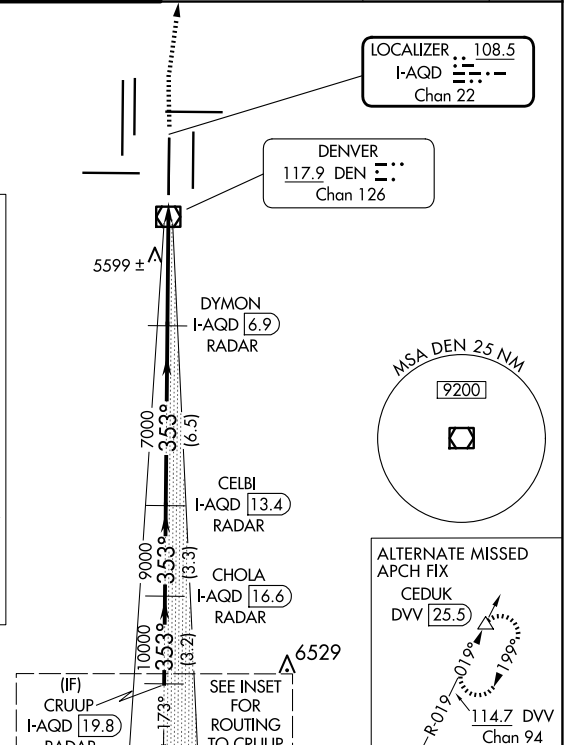 LOCALIZER 108.5
I-AQD
Chan 22
DENVER
117.9 DEN
Chan 126
5599 ±
DYMON
I-AQD 6.9
RADAR
MSA DEN 25 NM
9200
7000
353°
(6.5)
CELBI
I-AQD 13.4
RADAR
9000
353°
(3.3)
CHOLA
I-AQD 16.6
RADAR
10000
353°
(3.2)
6529
(IF)
CRUUP
I-AQD 19.8
RADAR
173°
SEE INSET
FOR
ROUTING
TO CRUUP
ALTERNATE MISSED
APCH FIX
CEDUK
DVV 25.5
019°
199°
R-019
114.7 DVV
Chan 94